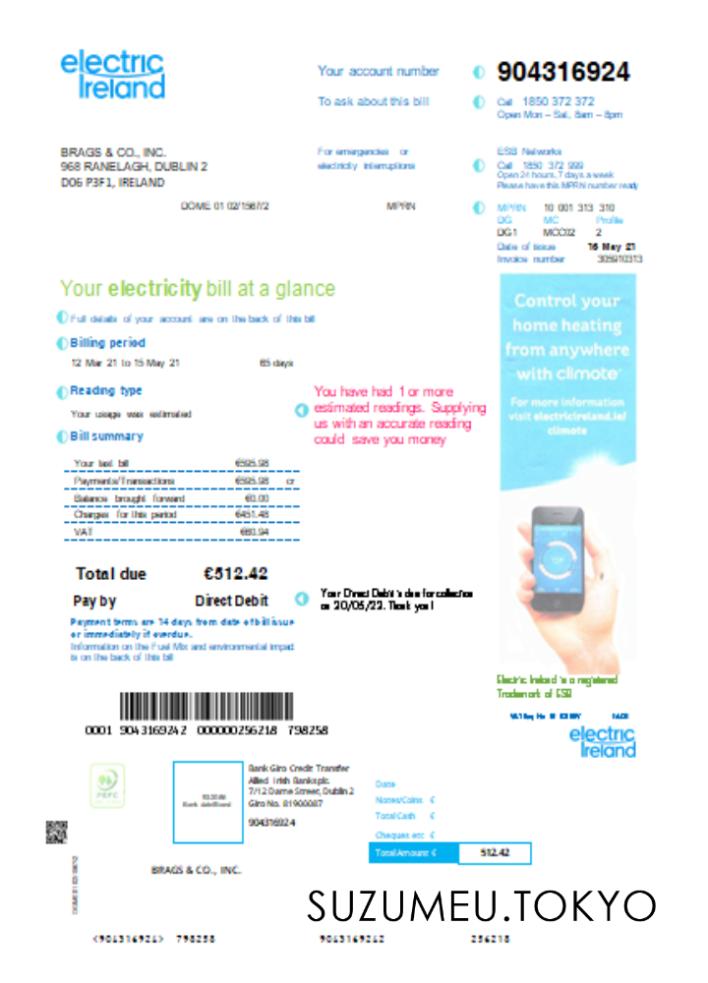 electric
Ireland
Your account number
904316924
To ask about this bill
Call 1850 372 372
Open Mon - Sat, 8am - 8pm
BRAGS & CO., INC.
968 RANELAGH, DUBLIN 2
D06 P3F1, IRELAND
For emergencies or
electricity interruptions
ESB Networks
Call 1850 372 999
Open 24 hours, 7 days a week
Please have this MPRN number ready
DOME 01 02/1567/2
MPRN
MPRN 10 001 313 310
DG MC Profile
DG1 MCC02 2
Date of issue 16 May 21
Invoice number 305910313
Your electricity bill at a glance
Full details of your account are on the back of this bill
Billing period
12 Mar 21 to 15 May 21 65 days
Reading type
Your usage was estimated
You have had 1 or more
estimated readings. Supplying
us with an accurate reading
could save you money
Bill summary
Your last bill €595.98
Payments/Transactions €595.98 cr
Balance brought forward €0.00
Charges for this period €451.48
VAT €60.94
Total due €512.42
Pay by Direct Debit
Your Direct Debit is due for collection
on 20/05/22. Thank you!
Payment terms are 14 days from date of bill issue
or immediately if overdue.
Information on the Fuel Mix and environmental impact
is on the back of this bill
Control your
home heating
from anywhere
with climote
For more information
visit electricireland.ie/
climote
Electric Ireland is a registered
Trademark of ESB
electric
Ireland
0001 9043169242 000000256218 798258
Bank Giro Credit Transfer
Allied Irish Banks plc.
7/12 Dame Street, Dublin 2
Giro No. 81900087
904316924
PEFC
Date
Notes/Coins €
Total Cash €
Cheques etc €
Total Amount € 512.42
BRAGS & CO., INC.
SUZUMEU.TOKYO
<904316924> 798258 9043169242 256218